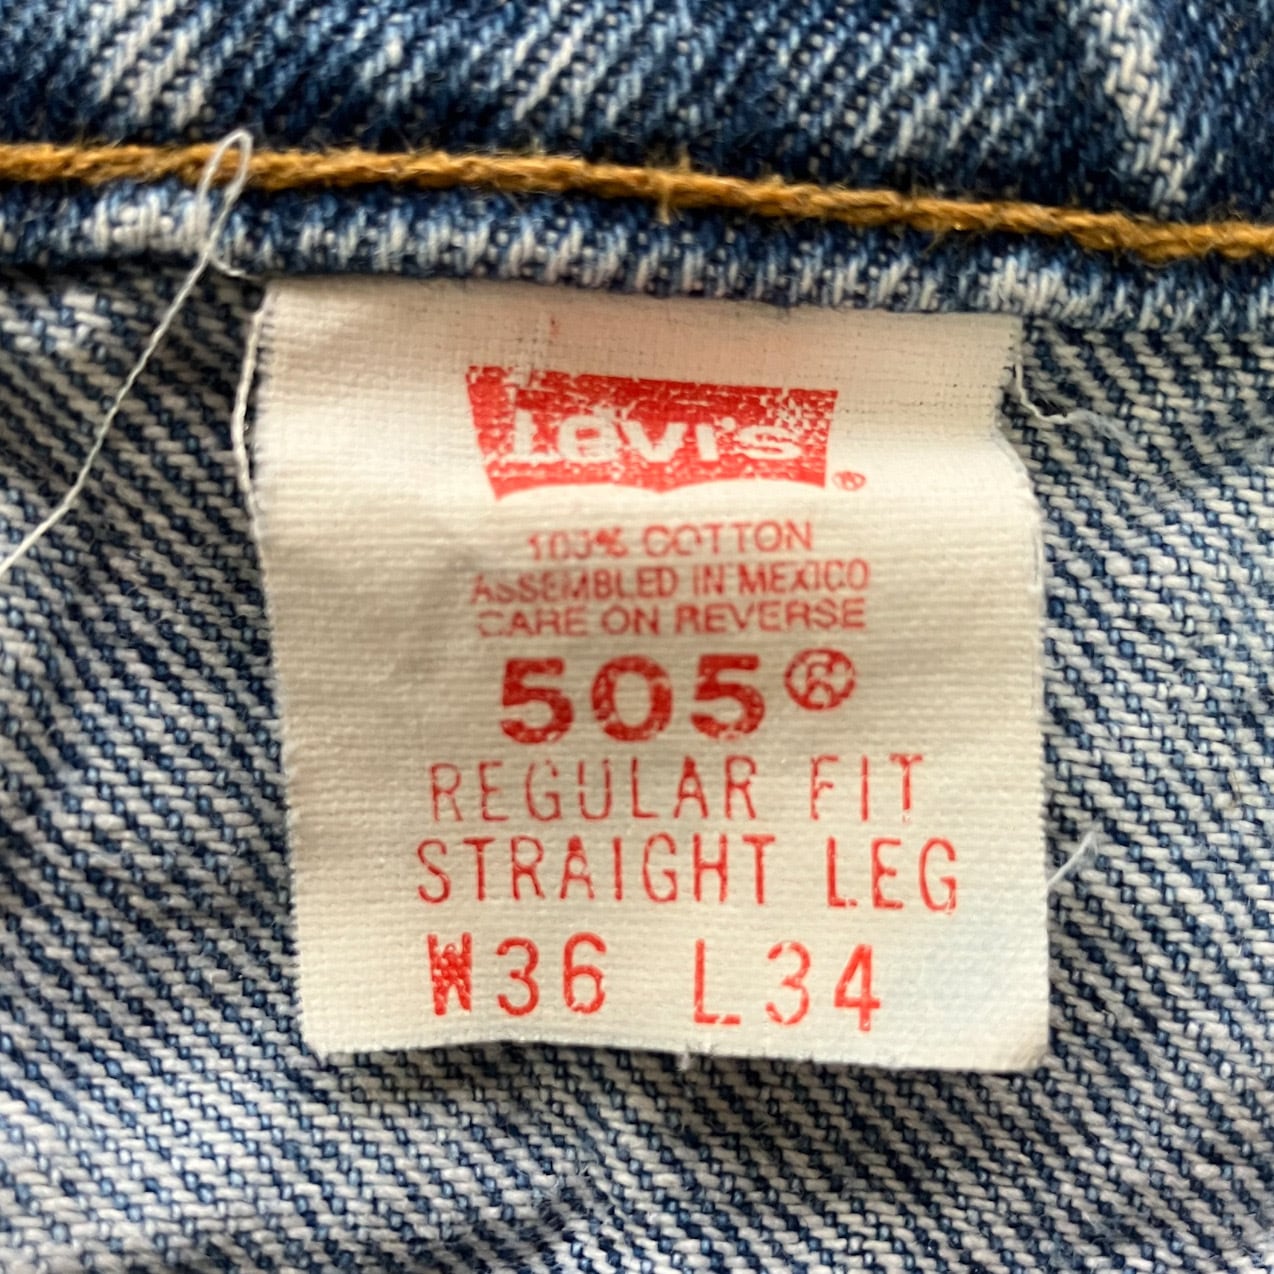 Levi's®
100% COTTON
ASSEMBLED IN MEXICO
CARE ON REVERSE
505®
REGULAR FIT
STRAIGHT LEG
W36 L34